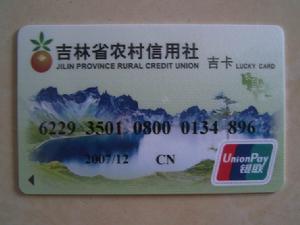 吉林省农村信用社
JILIN PROVINCE RURAL CREDIT UNION
吉卡 LUCKY CARD
6229 3501 0800 0134 896
2007/12 CN
UnionPay
银联